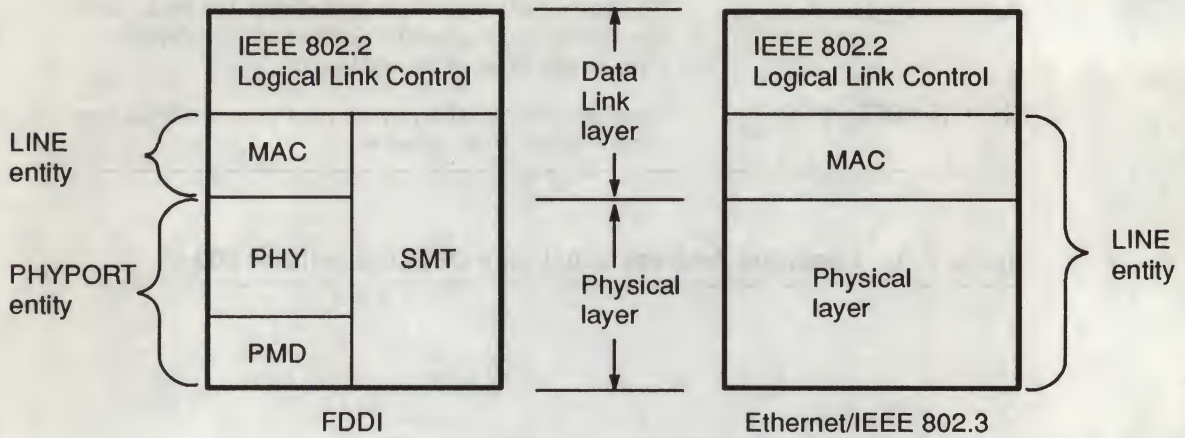 IEEE 802.2
Logical Link Control
LINE
entity
MAC
PHYPORT
entity
PHY
SMT
PMD
FDDI
Data
Link
layer
Physical
layer
IEEE 802.2
Logical Link Control
MAC
Physical
layer
LINE
entity
Ethernet/IEEE 802.3